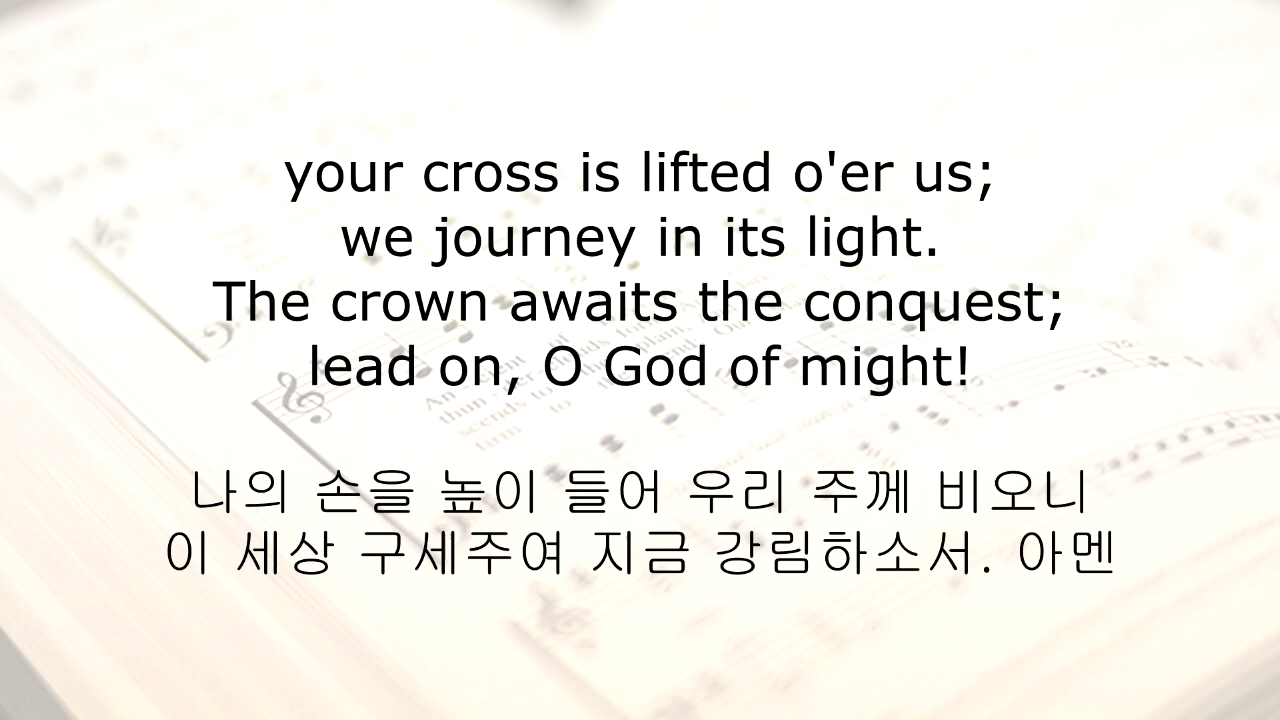 your cross is lifted o'er us;
we journey in its light.
The crown awaits the conquest;
lead on, O God of might!
나의 손을 높이 들어 우리 주께 비오니
이 세상 구세주여 지금 강림하소서. 아멘